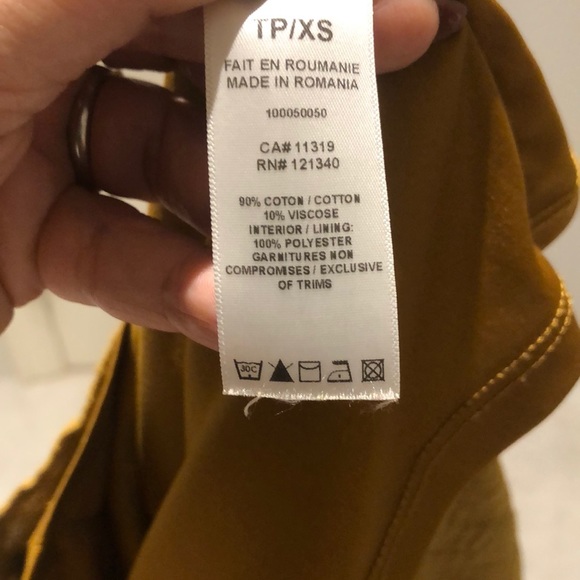 TP/XS
FAIT EN ROUMANIE
MADE IN ROMANIA
100050050
CA# 11319
RN# 121340
90% COTON / COTTON
10% VISCOSE
INTERIOR / LINING:
100% POLYESTER
GARNITURES NON
COMPROMISES / EXCLUSIVE
OF TRIMS
30C